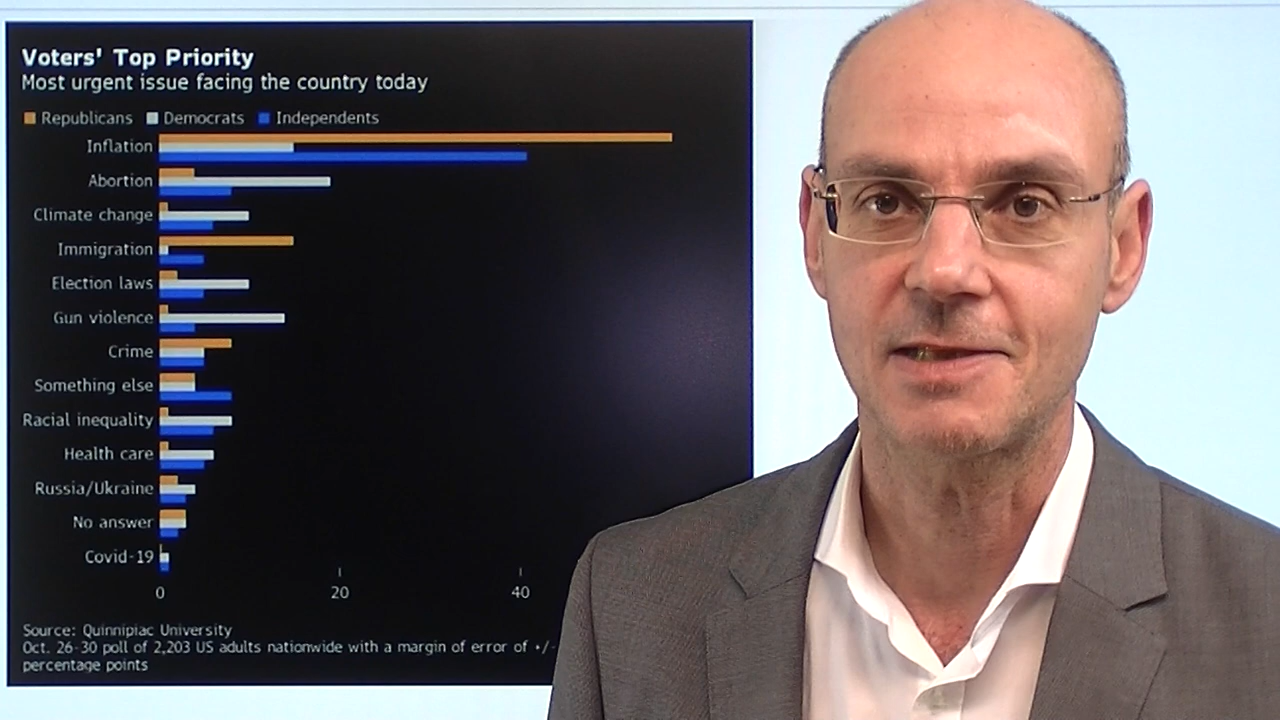 Voters' Top Priority
Most urgent issue facing the country today
Republicans Democrats Independents
Inflation
Abortion
Climate change
Immigration
Election laws
Gun violence
Crime
Something else
Racial inequality
Health care
Russia/Ukraine
No answer
Covid-19
0 20 40
Source: Quinnipiac University
Oct. 26-30 poll of 2,203 US adults nationwide with a margin of error of +/-
percentage points